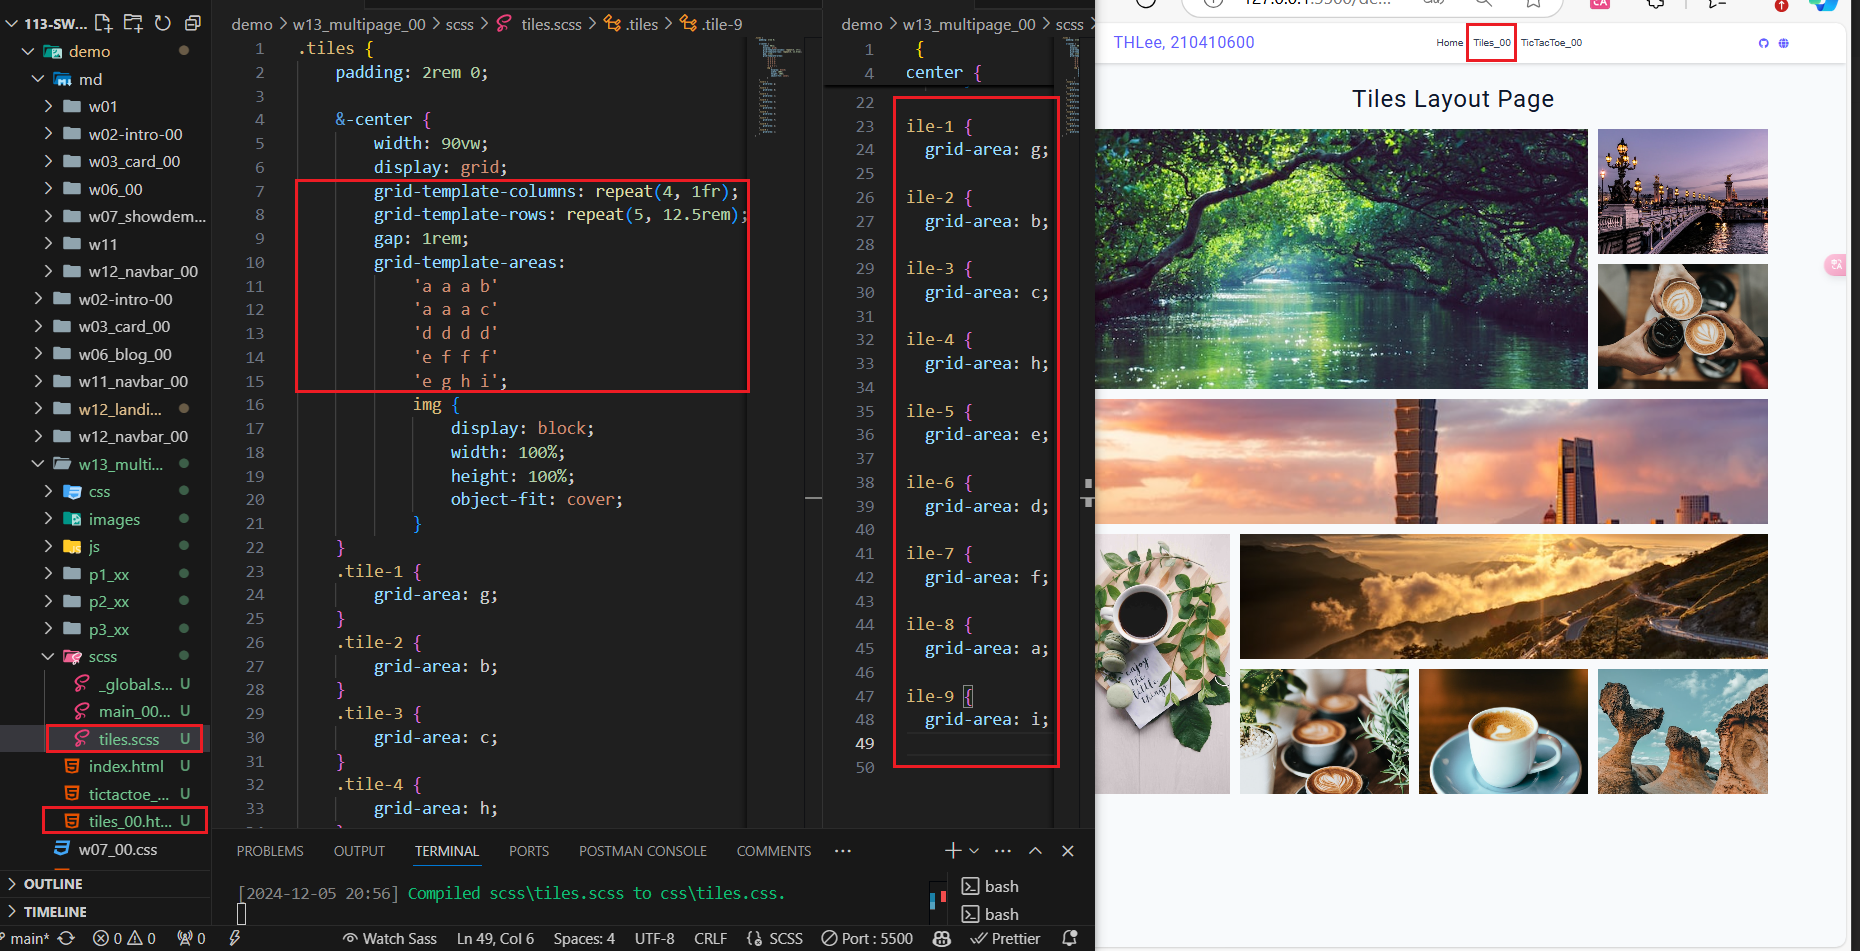 113-SW...
demo
md
w01
w02-intro-00
w03_card_00
w06_00
w07_showdem...
w11
w12_navbar_00
w02-intro-00
w03_card_00
w06_blog_00
w11_navbar_00
w12_landi...
w12_navbar_00
w13_multi...
css
images
js
p1_xx
p2_xx
p3_xx
scss
_global.s... U
main_00... U
tiles.scss U
index.html U
tictactoe_... U
tiles_00.ht... U
w07_00.css
OUTLINE
TIMELINE
demo > w13_multipage_00 > scss > tiles.scss > .tiles > .tile-9
1 .tiles {
2 padding: 2rem 0;
3
4 &-center {
5 width: 90vw;
6 display: grid;
7 grid-template-columns: repeat(4, 1fr);
8 grid-template-rows: repeat(5, 12.5rem);
9 gap: 1rem;
10 grid-template-areas:
11 'a a a b'
12 'a a a c'
13 'd d d d'
14 'e f f f'
15 'e g h i';
16 img {
17 display: block;
18 width: 100%;
19 height: 100%;
20 object-fit: cover;
21 }
22 }
23 .tile-1 {
24 grid-area: g;
25 }
26 .tile-2 {
27 grid-area: b;
28 }
29 .tile-3 {
30 grid-area: c;
31 }
32 .tile-4 {
33 grid-area: h;
demo > w13_multipage_00 > scss >
1 {
4 center {
22
23 ile-1 {
24 grid-area: g;
25
26 ile-2 {
27 grid-area: b;
28
29 ile-3 {
30 grid-area: c;
31
32 ile-4 {
33 grid-area: h;
34
35 ile-5 {
36 grid-area: e;
37
38 ile-6 {
39 grid-area: d;
40
41 ile-7 {
42 grid-area: f;
43
44 ile-8 {
45 grid-area: a;
46
47 ile-9 {
48 grid-area: i;
49
50
PROBLEMS OUTPUT TERMINAL PORTS POSTMAN CONSOLE COMMENTS ...
[2024-12-05 20:56] Compiled scss\tiles.scss to css\tiles.css.
bash
bash
main* 0 0 0 Watch Sass Ln 49, Col 6 Spaces: 4 UTF-8 CRLF SCSS Port : 5500 Prettier
THLee, 210410600
Home Tiles_00 TicTacToe_00
Tiles Layout Page
enjoy
the
little
things